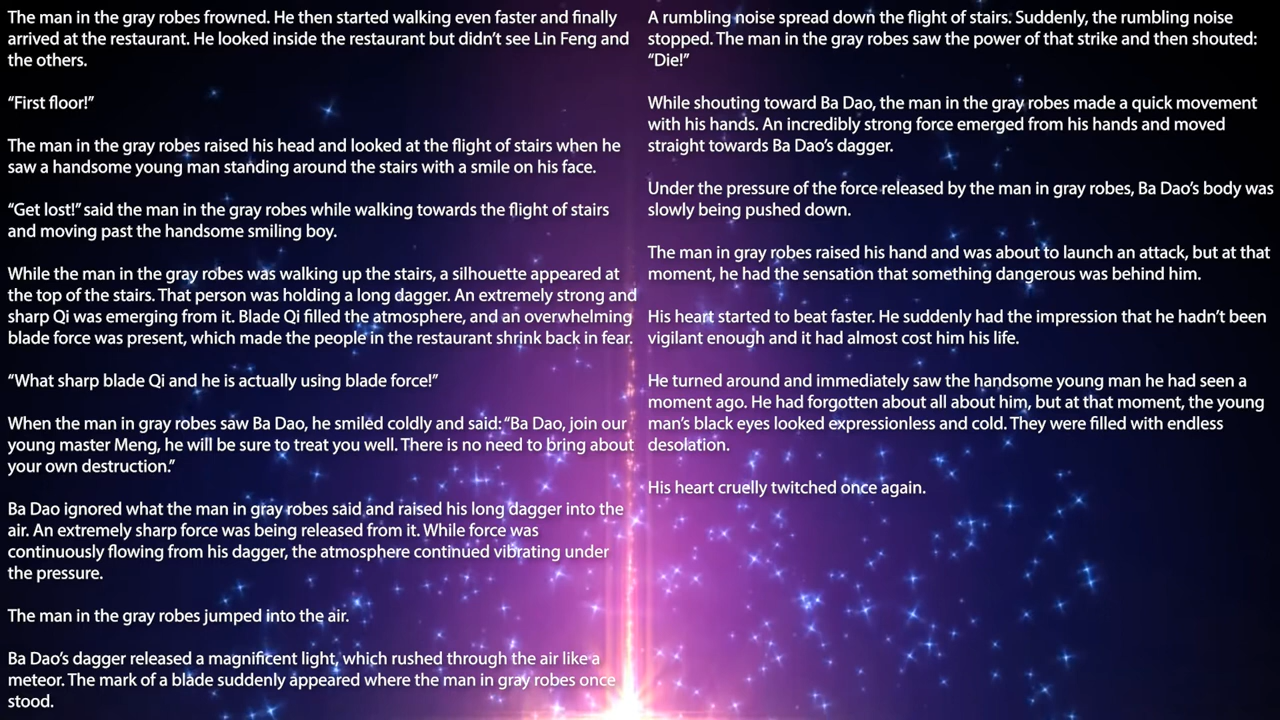 The man in the gray robes frowned. He then started walking even faster and finally
arrived at the restaurant. He looked inside the restaurant but didn’t see Lin Feng and
the others.
“First floor!”
The man in the gray robes raised his head and looked at the flight of stairs when he
saw a handsome young man standing around the stairs with a smile on his face.
“Get lost!” said the man in the gray robes while walking towards the flight of stairs
and moving past the handsome smiling boy.
While the man in the gray robes was walking up the stairs, a silhouette appeared at
the top of the stairs. That person was holding a long dagger. An extremely strong and
sharp Qi was emerging from it. Blade Qi filled the atmosphere, and an overwhelming
blade force was present, which made the people in the restaurant shrink back in fear.
“What sharp blade Qi and he is actually using blade force!”
When the man in gray robes saw Ba Dao, he smiled coldly and said: “Ba Dao, join our
young master Meng, he will be sure to treat you well. There is no need to bring about
your own destruction.”
Ba Dao ignored what the man in gray robes said and raised his long dagger into the
air. An extremely sharp force was being released from it. While force was
continuously flowing from his dagger, the atmosphere continued vibrating under
the pressure.
The man in the gray robes jumped into the air.
Ba Dao’s dagger released a magnificent light, which rushed through the air like a
meteor. The mark of a blade suddenly appeared where the man in gray robes once
stood.
A rumbling noise spread down the flight of stairs. Suddenly, the rumbling noise
stopped. The man in the gray robes saw the power of that strike and then shouted:
“Die!”
While shouting toward Ba Dao, the man in the gray robes made a quick movement
with his hands. An incredibly strong force emerged from his hands and moved
straight towards Ba Dao’s dagger.
Under the pressure of the force released by the man in gray robes, Ba Dao’s body was
slowly being pushed down.
The man in gray robes raised his hand and was about to launch an attack, but at that
moment, he had the sensation that something dangerous was behind him.
His heart started to beat faster. He suddenly had the impression that he hadn’t been
vigilant enough and it had almost cost him his life.
He turned around and immediately saw the handsome young man he had seen a
moment ago. He had forgotten about all about him, but at that moment, the young
man’s black eyes looked expressionless and cold. They were filled with endless
desolation.
His heart cruelly twitched once again.